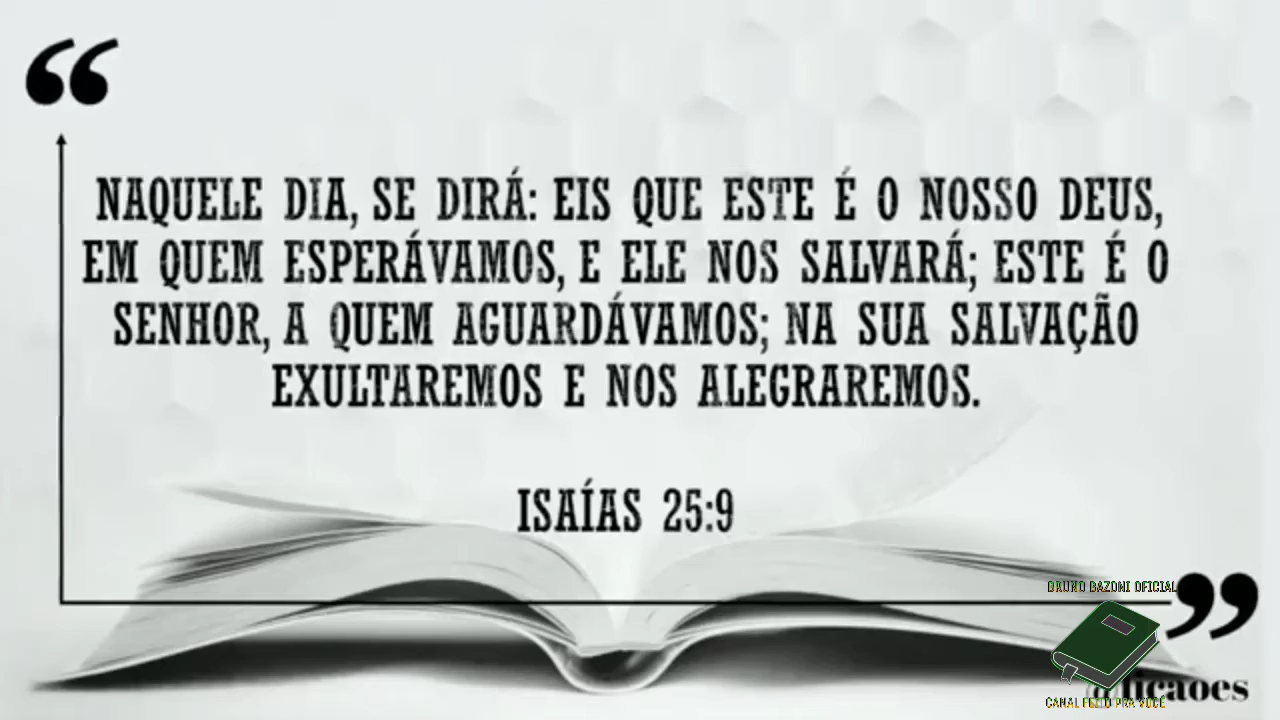 “
NAQUELE DIA, SE DIRÁ: EIS QUE ESTE É O NOSSO DEUS,
EM QUEM ESPERÁVAMOS, E ELE NOS SALVARÁ; ESTE É O
SENHOR, A QUEM AGUARDÁVAMOS; NA SUA SALVAÇÃO
EXULTAREMOS E NOS ALEGRAREMOS.
ISAÍAS 25:9
”
BRUNO BAZONI OFICIAL
CANAL FEITO PRA VOCÊ